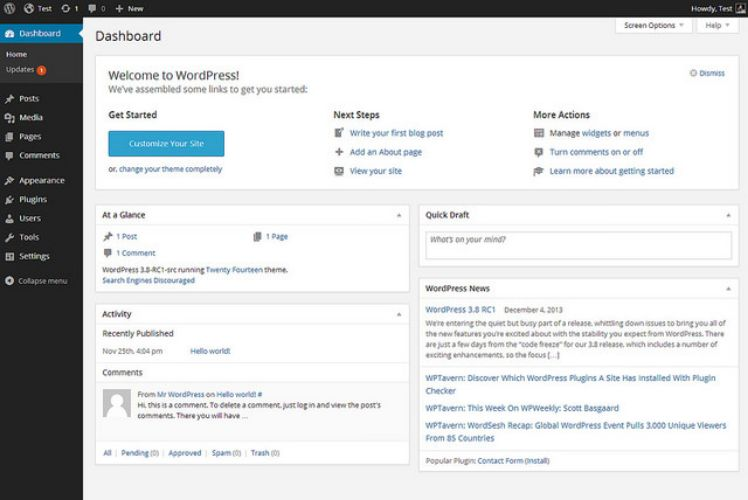 Test 1 0 + New Howdy, Test
Dashboard
Home
Updates 1
Posts
Media
Pages
Comments
Appearance
Plugins
Users
Tools
Settings
Collapse menu
Screen Options Help
Dashboard
Welcome to WordPress!
We've assembled some links to get you started:
Dismiss
Get Started
Customize Your Site
or, change your theme completely
Next Steps
Write your first blog post
Add an About page
View your site
More Actions
Manage widgets or menus
Turn comments on or off
Learn more about getting started
At a Glance
1 Post 1 Page
1 Comment
WordPress 3.8-RC1-src running Twenty Fourteen theme.
Search Engines Discouraged
Activity
Recently Published
Nov 25th, 4:04 pm Hello world!
Comments
From Mr WordPress on Hello world! #
Hi, this is a comment. To delete a comment, just log in and view the post's
comments. There you will have ...
All | Pending (0) | Approved | Spam (0) | Trash (0)
Quick Draft
What's on your mind?
WordPress News
WordPress 3.8 RC1 December 4, 2013
We're entering the quiet but busy part of a release, whittling down issues to bring you all of
the new features you're excited about with the stability you expect from WordPress. There
are just a few days from the "code freeze" for our 3.8 release, which includes a number of
exciting enhancements, so the focus [...]
WPTavern: Discover Which WordPress Plugins A Site Has Installed With Plugin
Checker
WPTavern: This Week On WPWeekly: Scott Basgaard
WPTavern: WordSesh Recap: Global WordPress Event Pulls 3,000 Unique Viewers
From 85 Countries
Popular Plugin: Contact Form (Install)